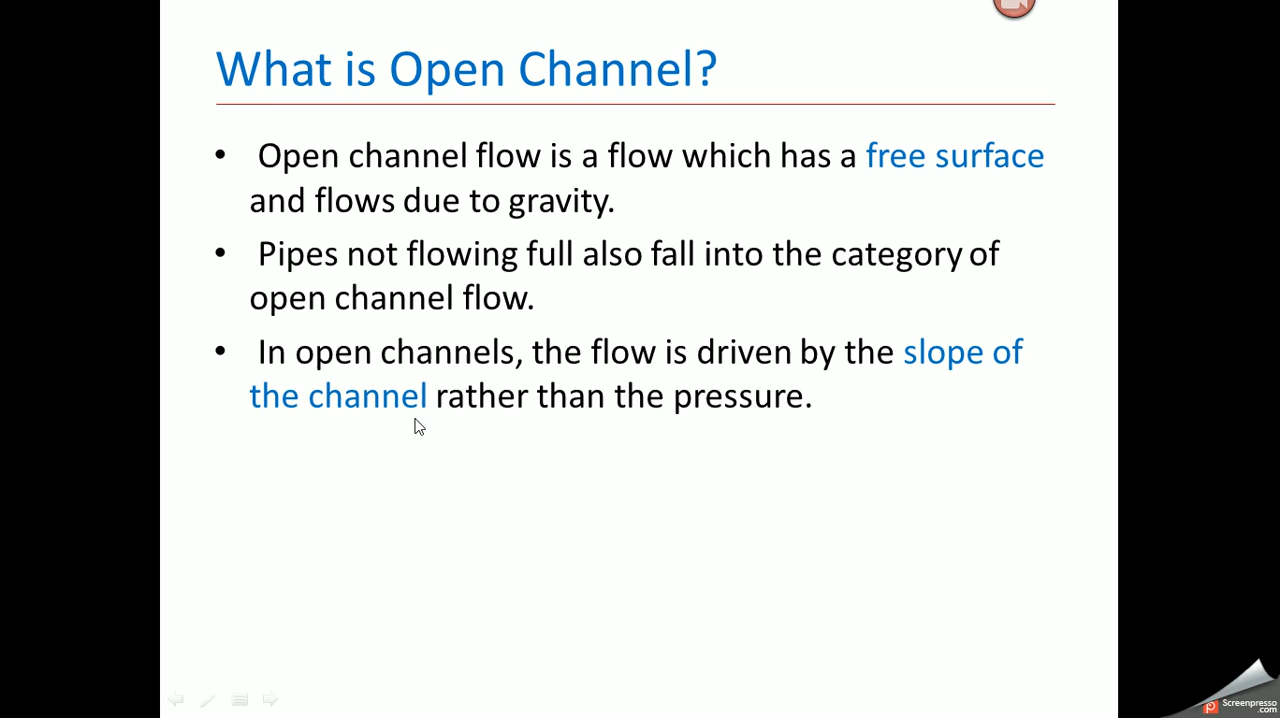 What is Open Channel?
• Open channel flow is a flow which has a free surface
and flows due to gravity.
• Pipes not flowing full also fall into the category of
open channel flow.
• In open channels, the flow is driven by the slope of
the channel rather than the pressure.
Screenpresso
.com